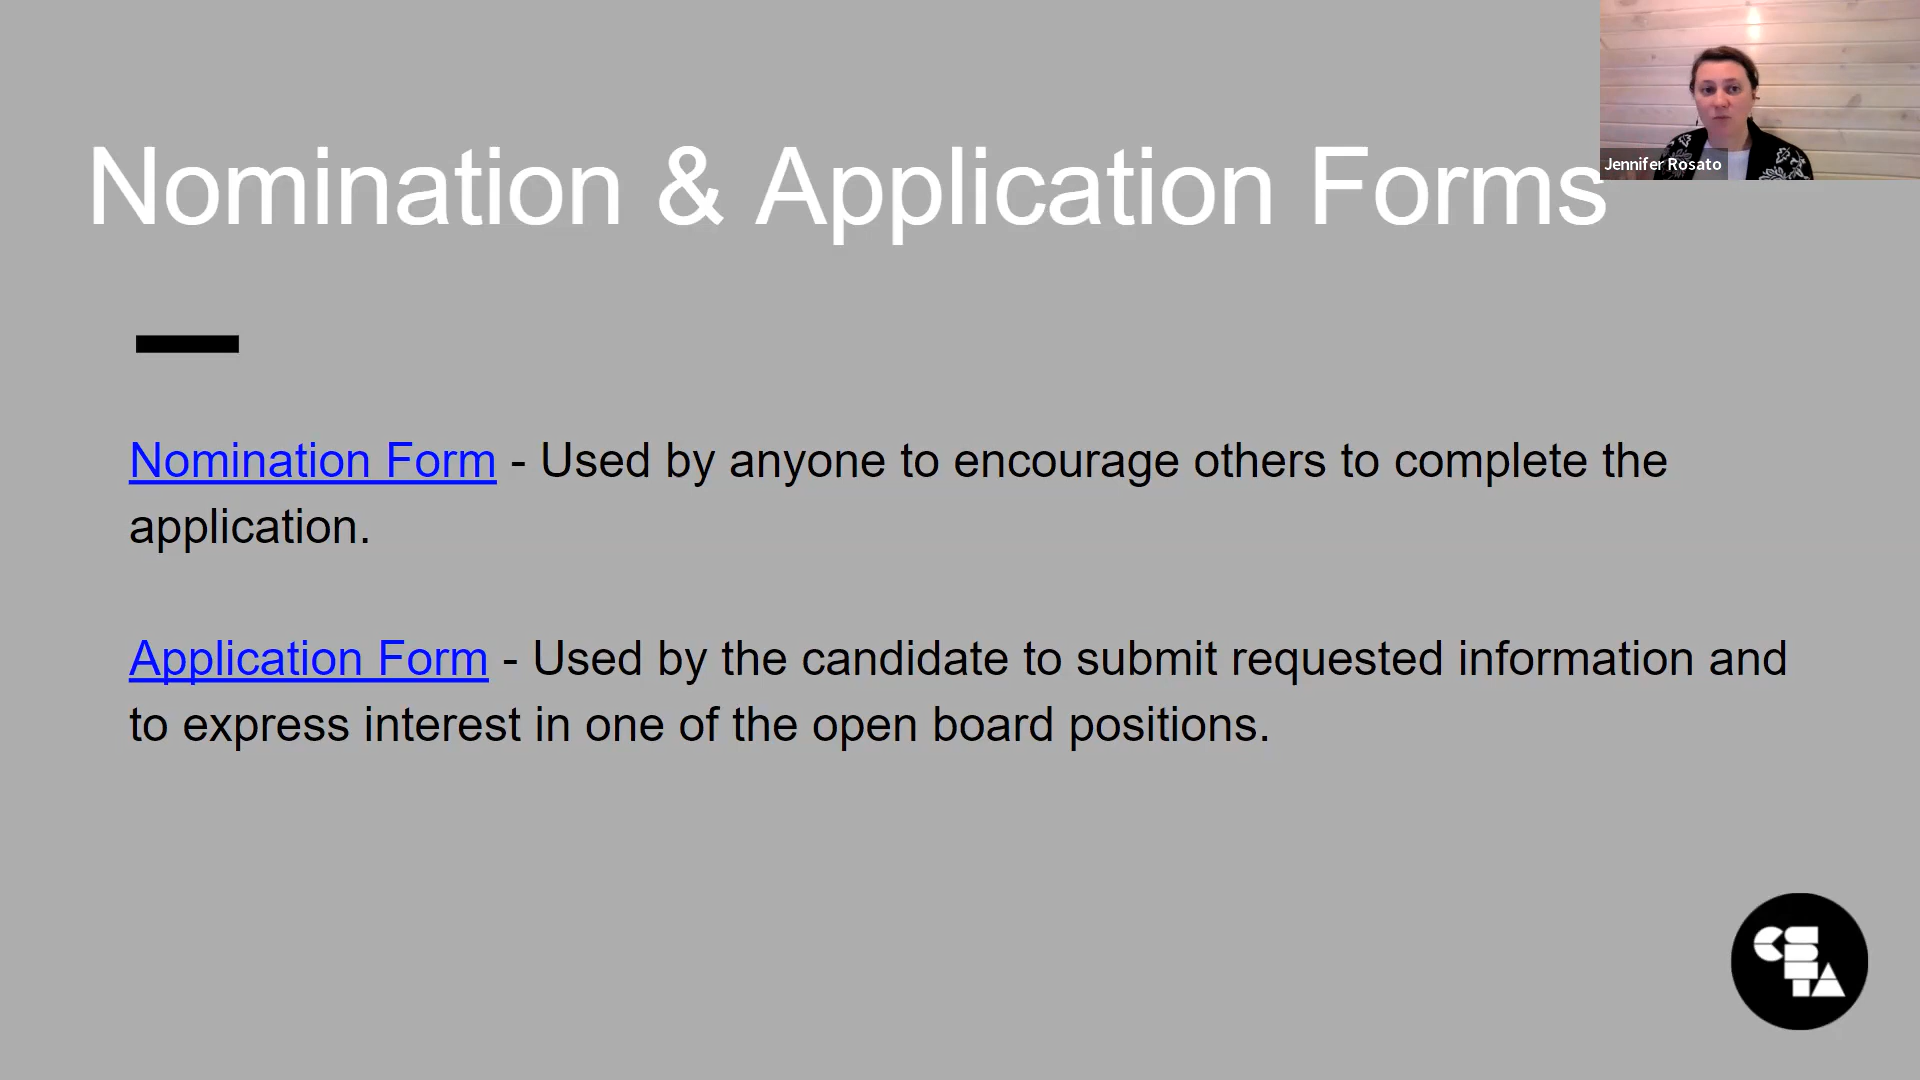 Nomination & Application Forms
Jennifer Rosato
Nomination Form - Used by anyone to encourage others to complete the
application.
Application Form - Used by the candidate to submit requested information and
to express interest in one of the open board positions.
CSTA